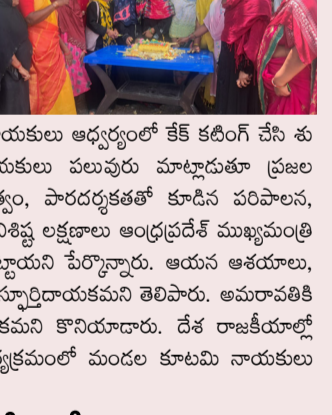 యకులు ఆధ్వర్యంలో కేక్ కటింగ్ చేసి శు
యకులు పలువురు మాట్లాడుతూ ప్రజల
త్వం, పారదర్శకతతో కూడిన పరిపాలన,
విశిష్ట లక్షణాలు ఆంధ్రప్రదేశ్ ముఖ్యమంత్రి
బ్బాయని పేర్కొన్నారు. ఆయన ఆశయాలు,
స్ఫూర్తిదాయకమని తెలిపారు. అమరావతికి
కమని కొనియాడారు. దేశ రాజకీయాల్లో
ర్యక్రమంలో మండల కూటమి నాయకులు